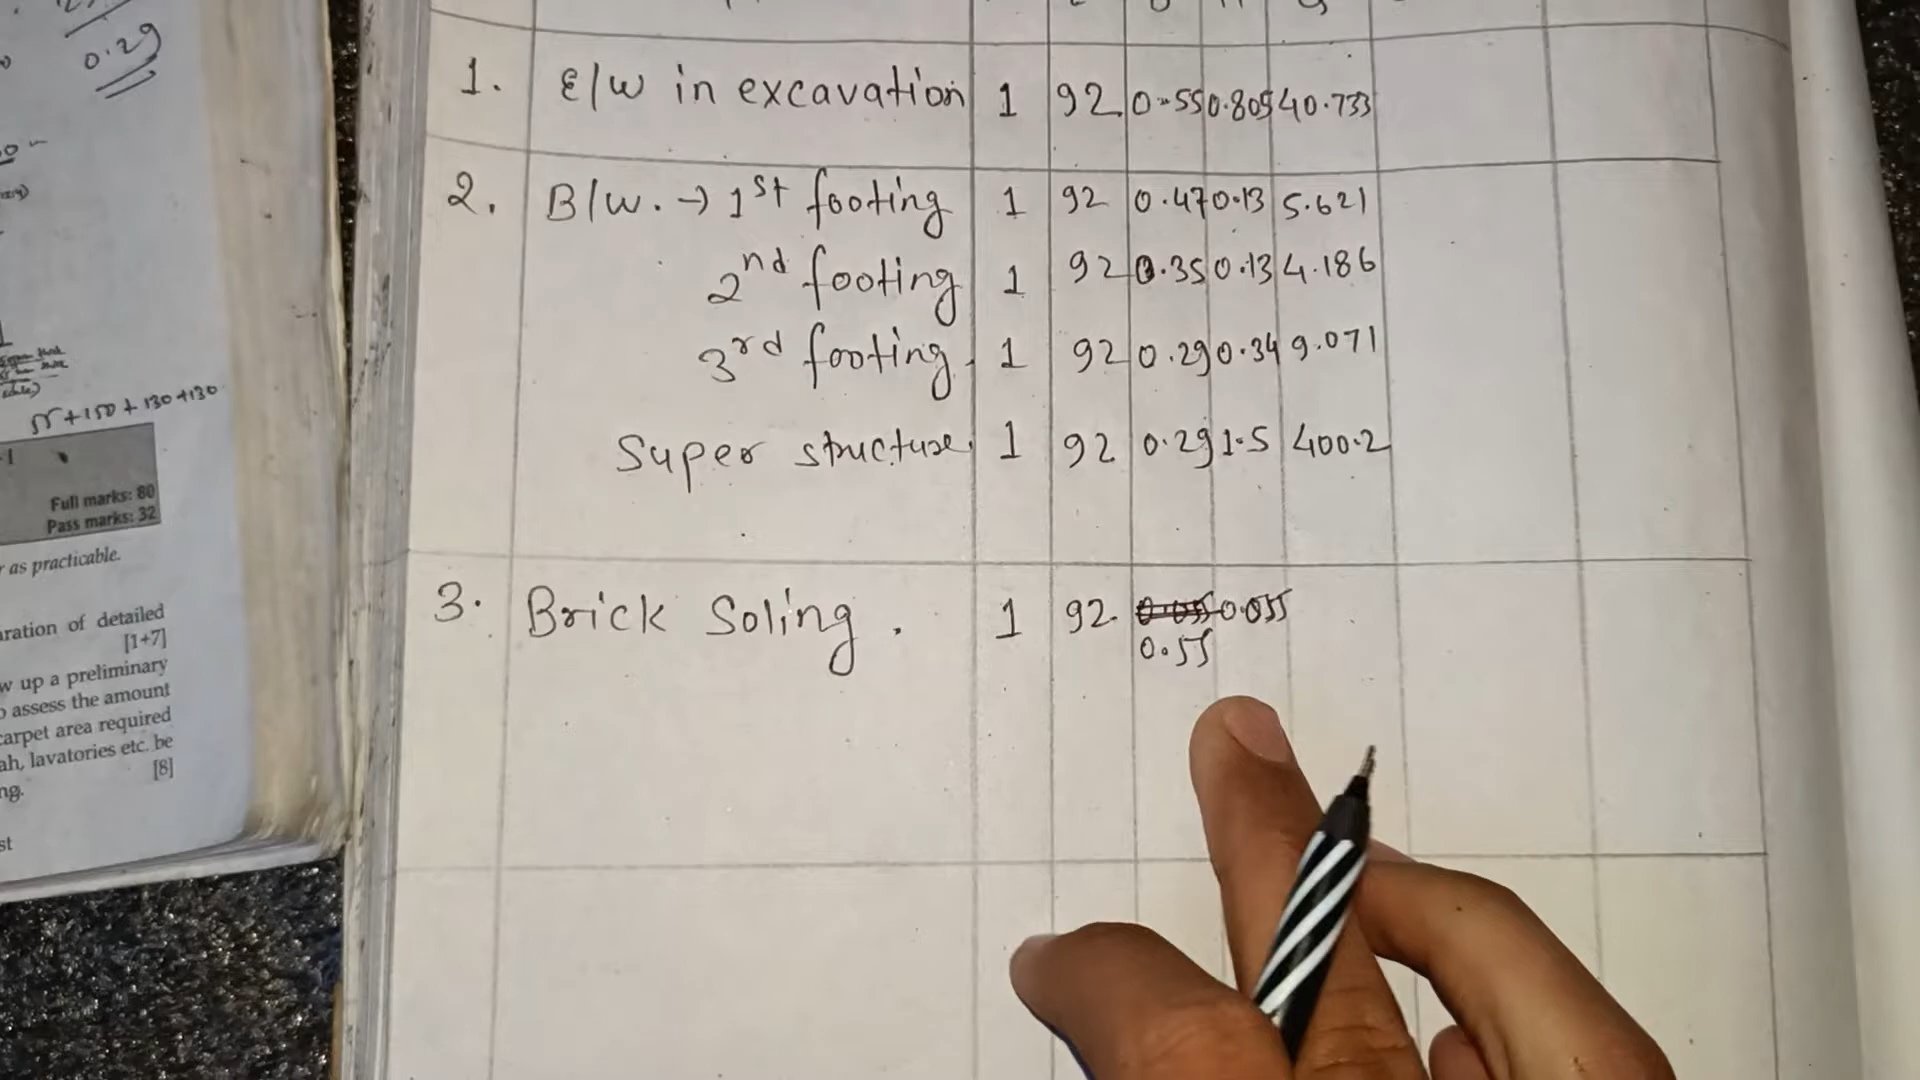 0.29
1. E/W in excavation 1 92 0.55 0.805 40.733
2. B/W. → 1st footing 1 92 0.47 0.13 5.621
2nd footing 1 92 0.35 0.13 4.186
3rd footing. 1 92 0.29 0.34 9.071
Super structure. 1 92 0.29 1.5 400.2
3. Brick Soling. 1 92. 0.055 0.055
0.55
55+150+130+130
Full marks: 80
Pass marks: 32
as practicable.
aration of detailed
[1+7]
w up a preliminary
assess the amount
carpet area required
ah, lavatories etc. be
[8]
ng.
st